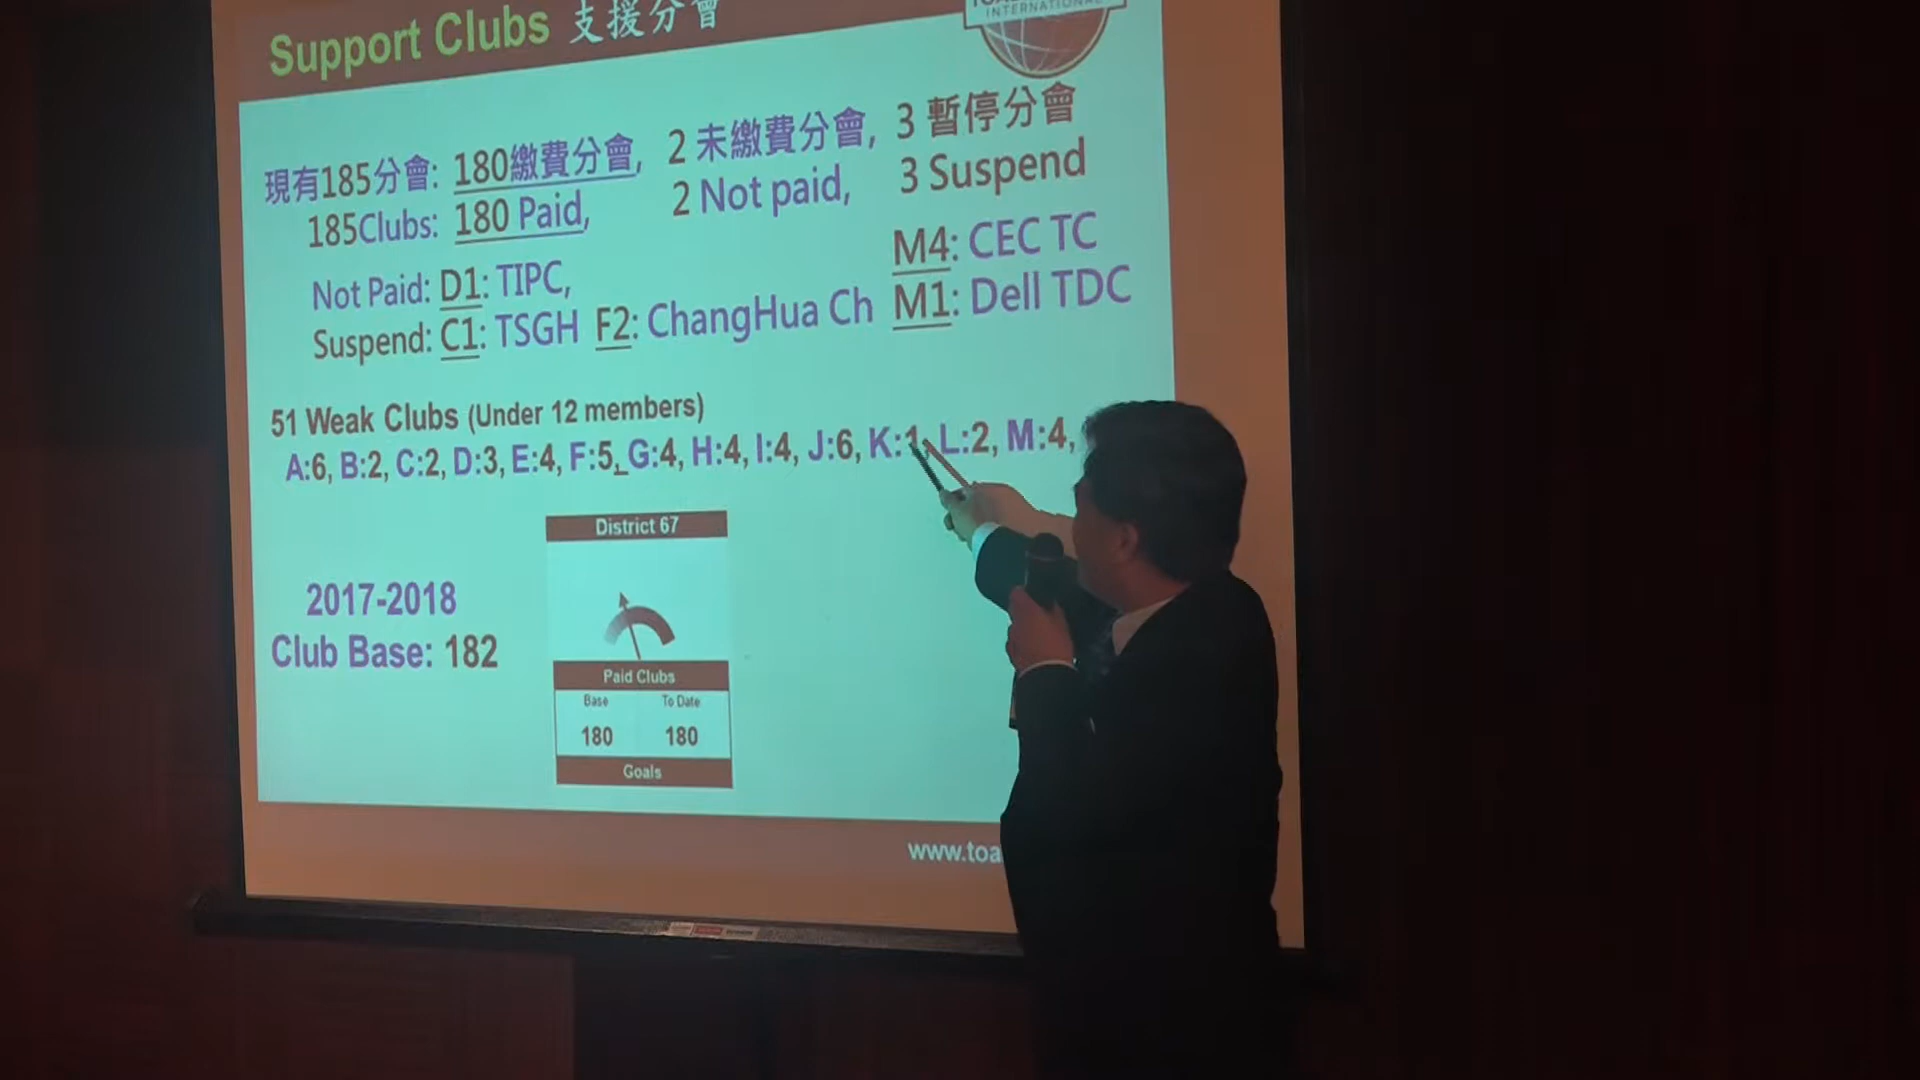 Support Clubs 支援分會
INTERNATIONAL
現有185分會: 180繳費分會, 2 未繳費分會, 3 暫停分會
185Clubs: 180 Paid, 2 Not paid, 3 Suspend
Not Paid: D1: TIPC, M4: CEC TC
Suspend: C1: TSGH F2: ChangHua Ch M1: Dell TDC
51 Weak Clubs (Under 12 members)
A:6, B:2, C:2, D:3, E:4, F:5, G:4, H:4, I:4, J:6, K:1, L:2, M:4,
District 67
2017-2018
Club Base: 182
Paid Clubs
Base To Date
180 180
Goals
www.toa